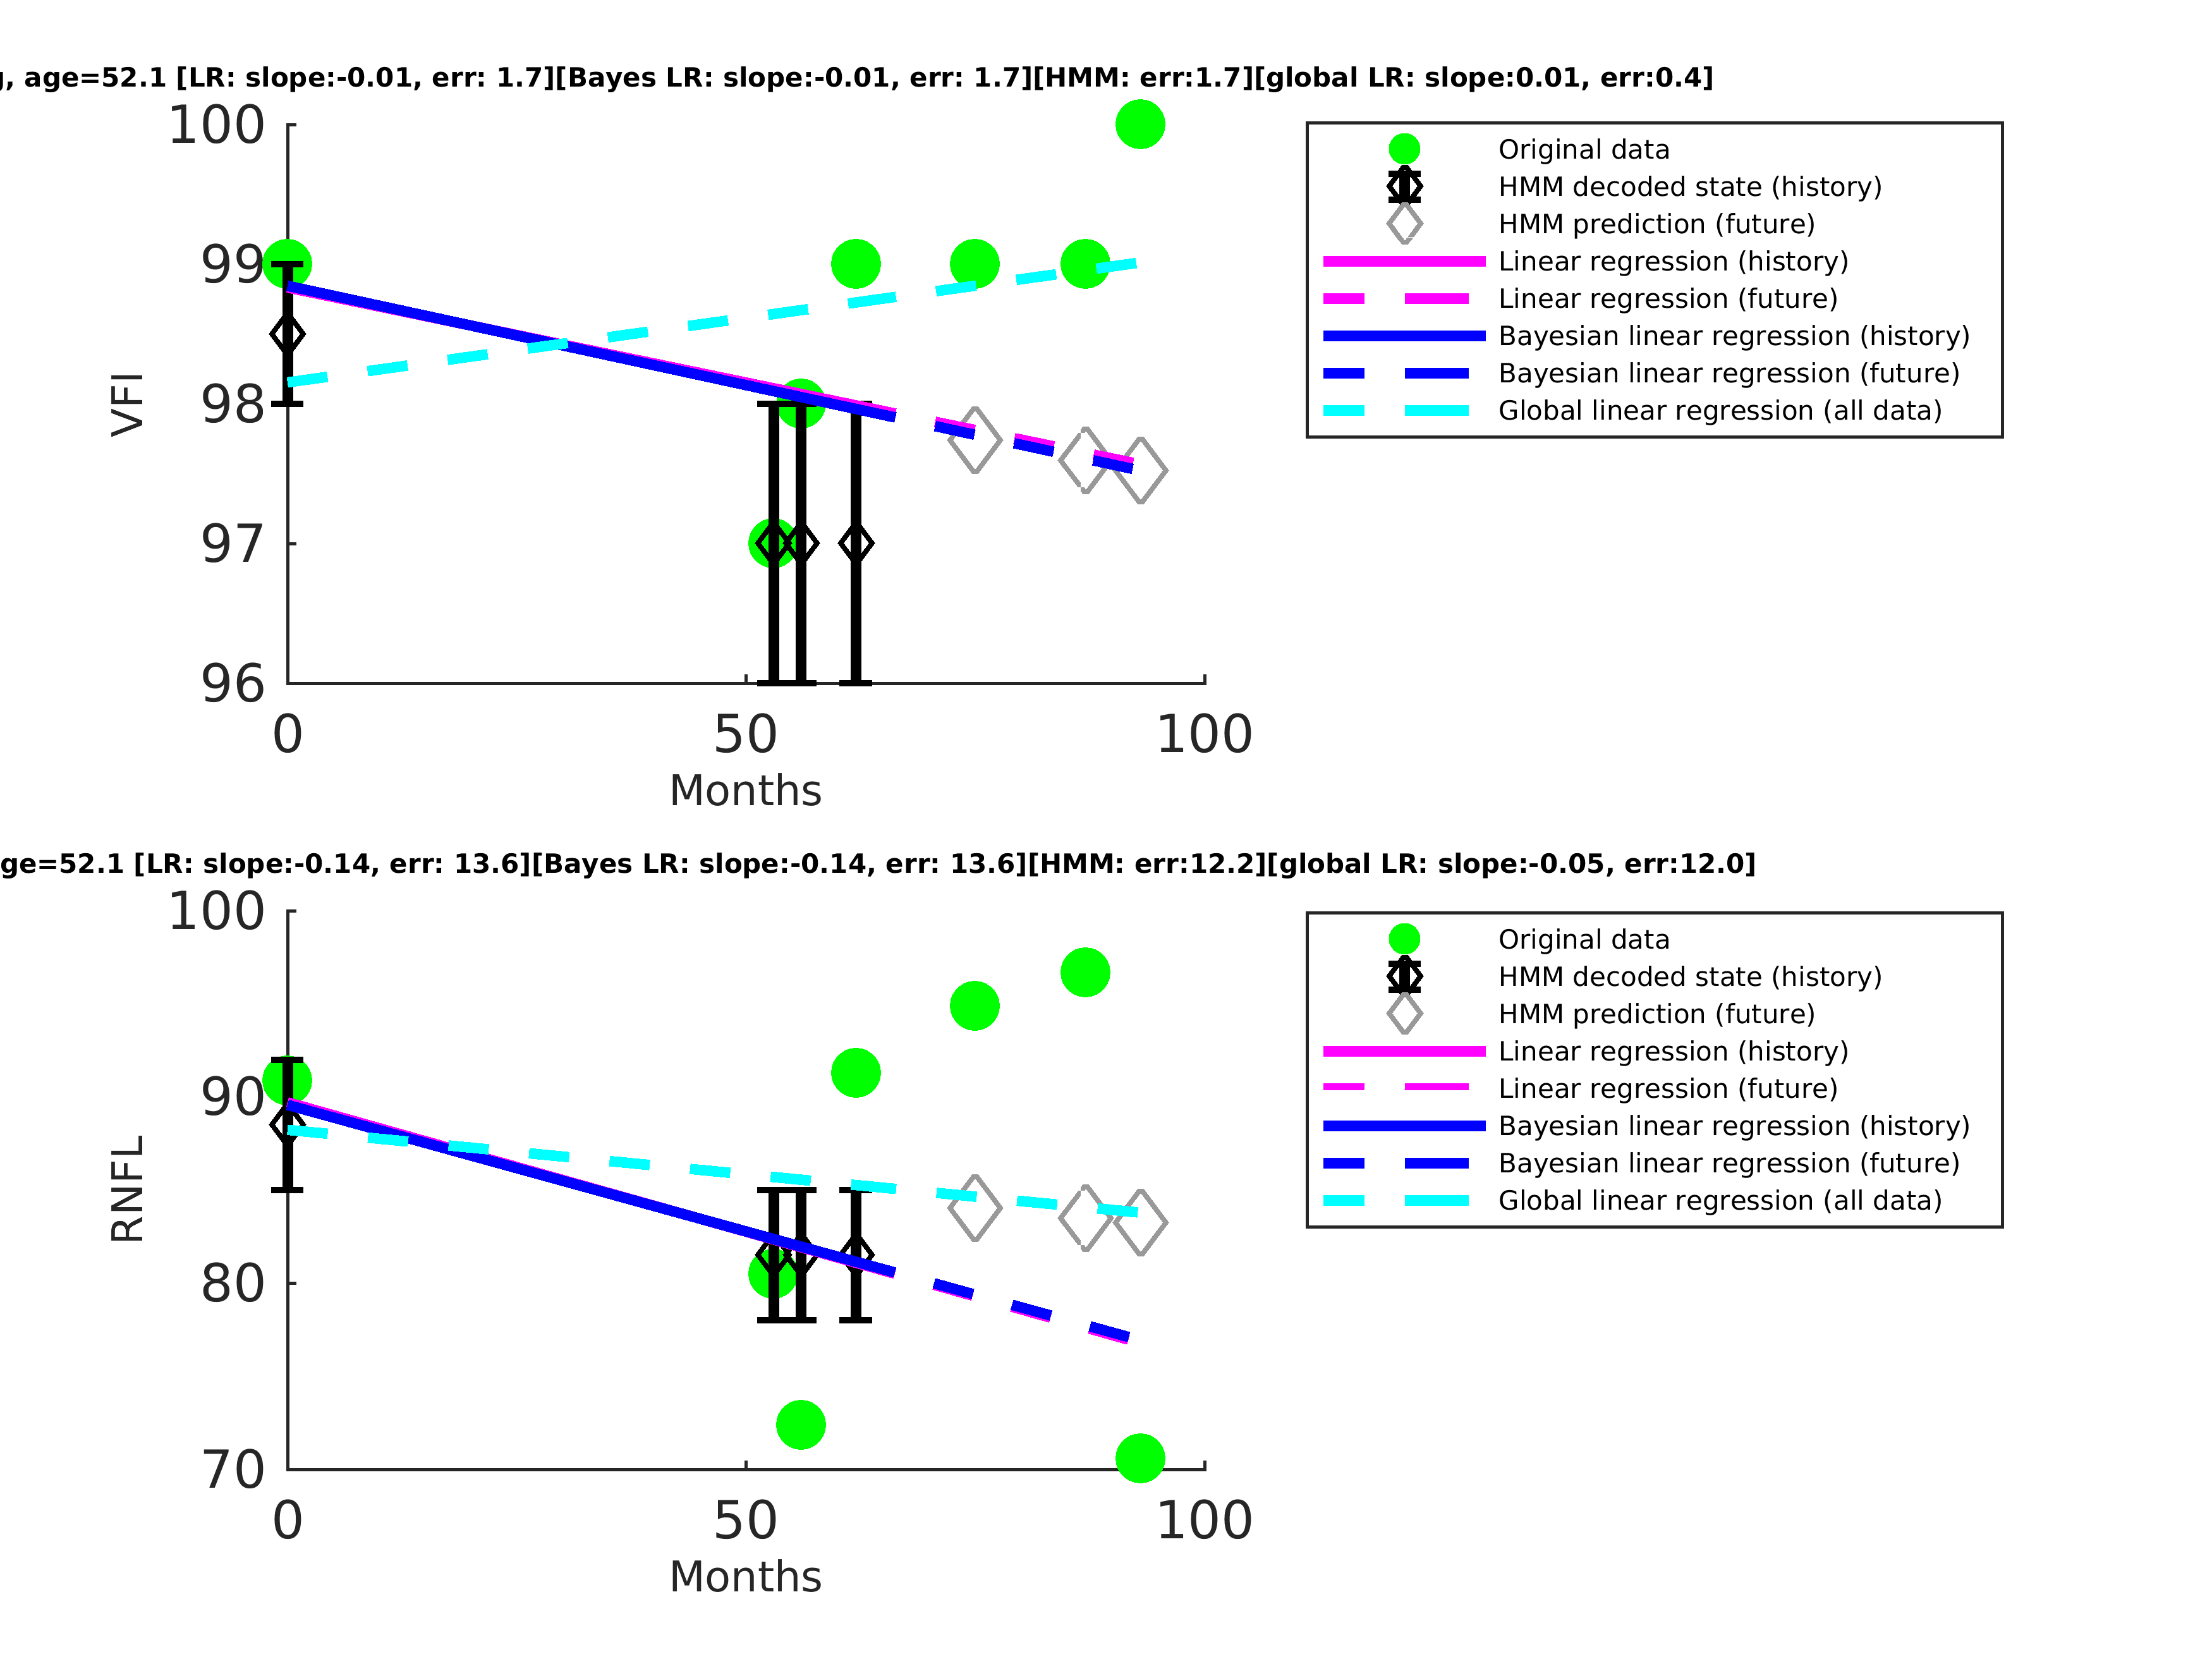 age=52.1 [LR: slope:-0.01, err: 1.7][Bayes LR: slope:-0.01, err: 1.7][HMM: err:1.7][global LR: slope:0.01, err:0.4]
100
99
98
97
96
VFI
0 50 100
Months
Original data
HMM decoded state (history)
HMM prediction (future)
Linear regression (history)
Linear regression (future)
Bayesian linear regression (history)
Bayesian linear regression (future)
Global linear regression (all data)
ge=52.1 [LR: slope:-0.14, err: 13.6][Bayes LR: slope:-0.14, err: 13.6][HMM: err:12.2][global LR: slope:-0.05, err:12.0]
100
90
80
70
RNFL
0 50 100
Months
Original data
HMM decoded state (history)
HMM prediction (future)
Linear regression (history)
Linear regression (future)
Bayesian linear regression (history)
Bayesian linear regression (future)
Global linear regression (all data)